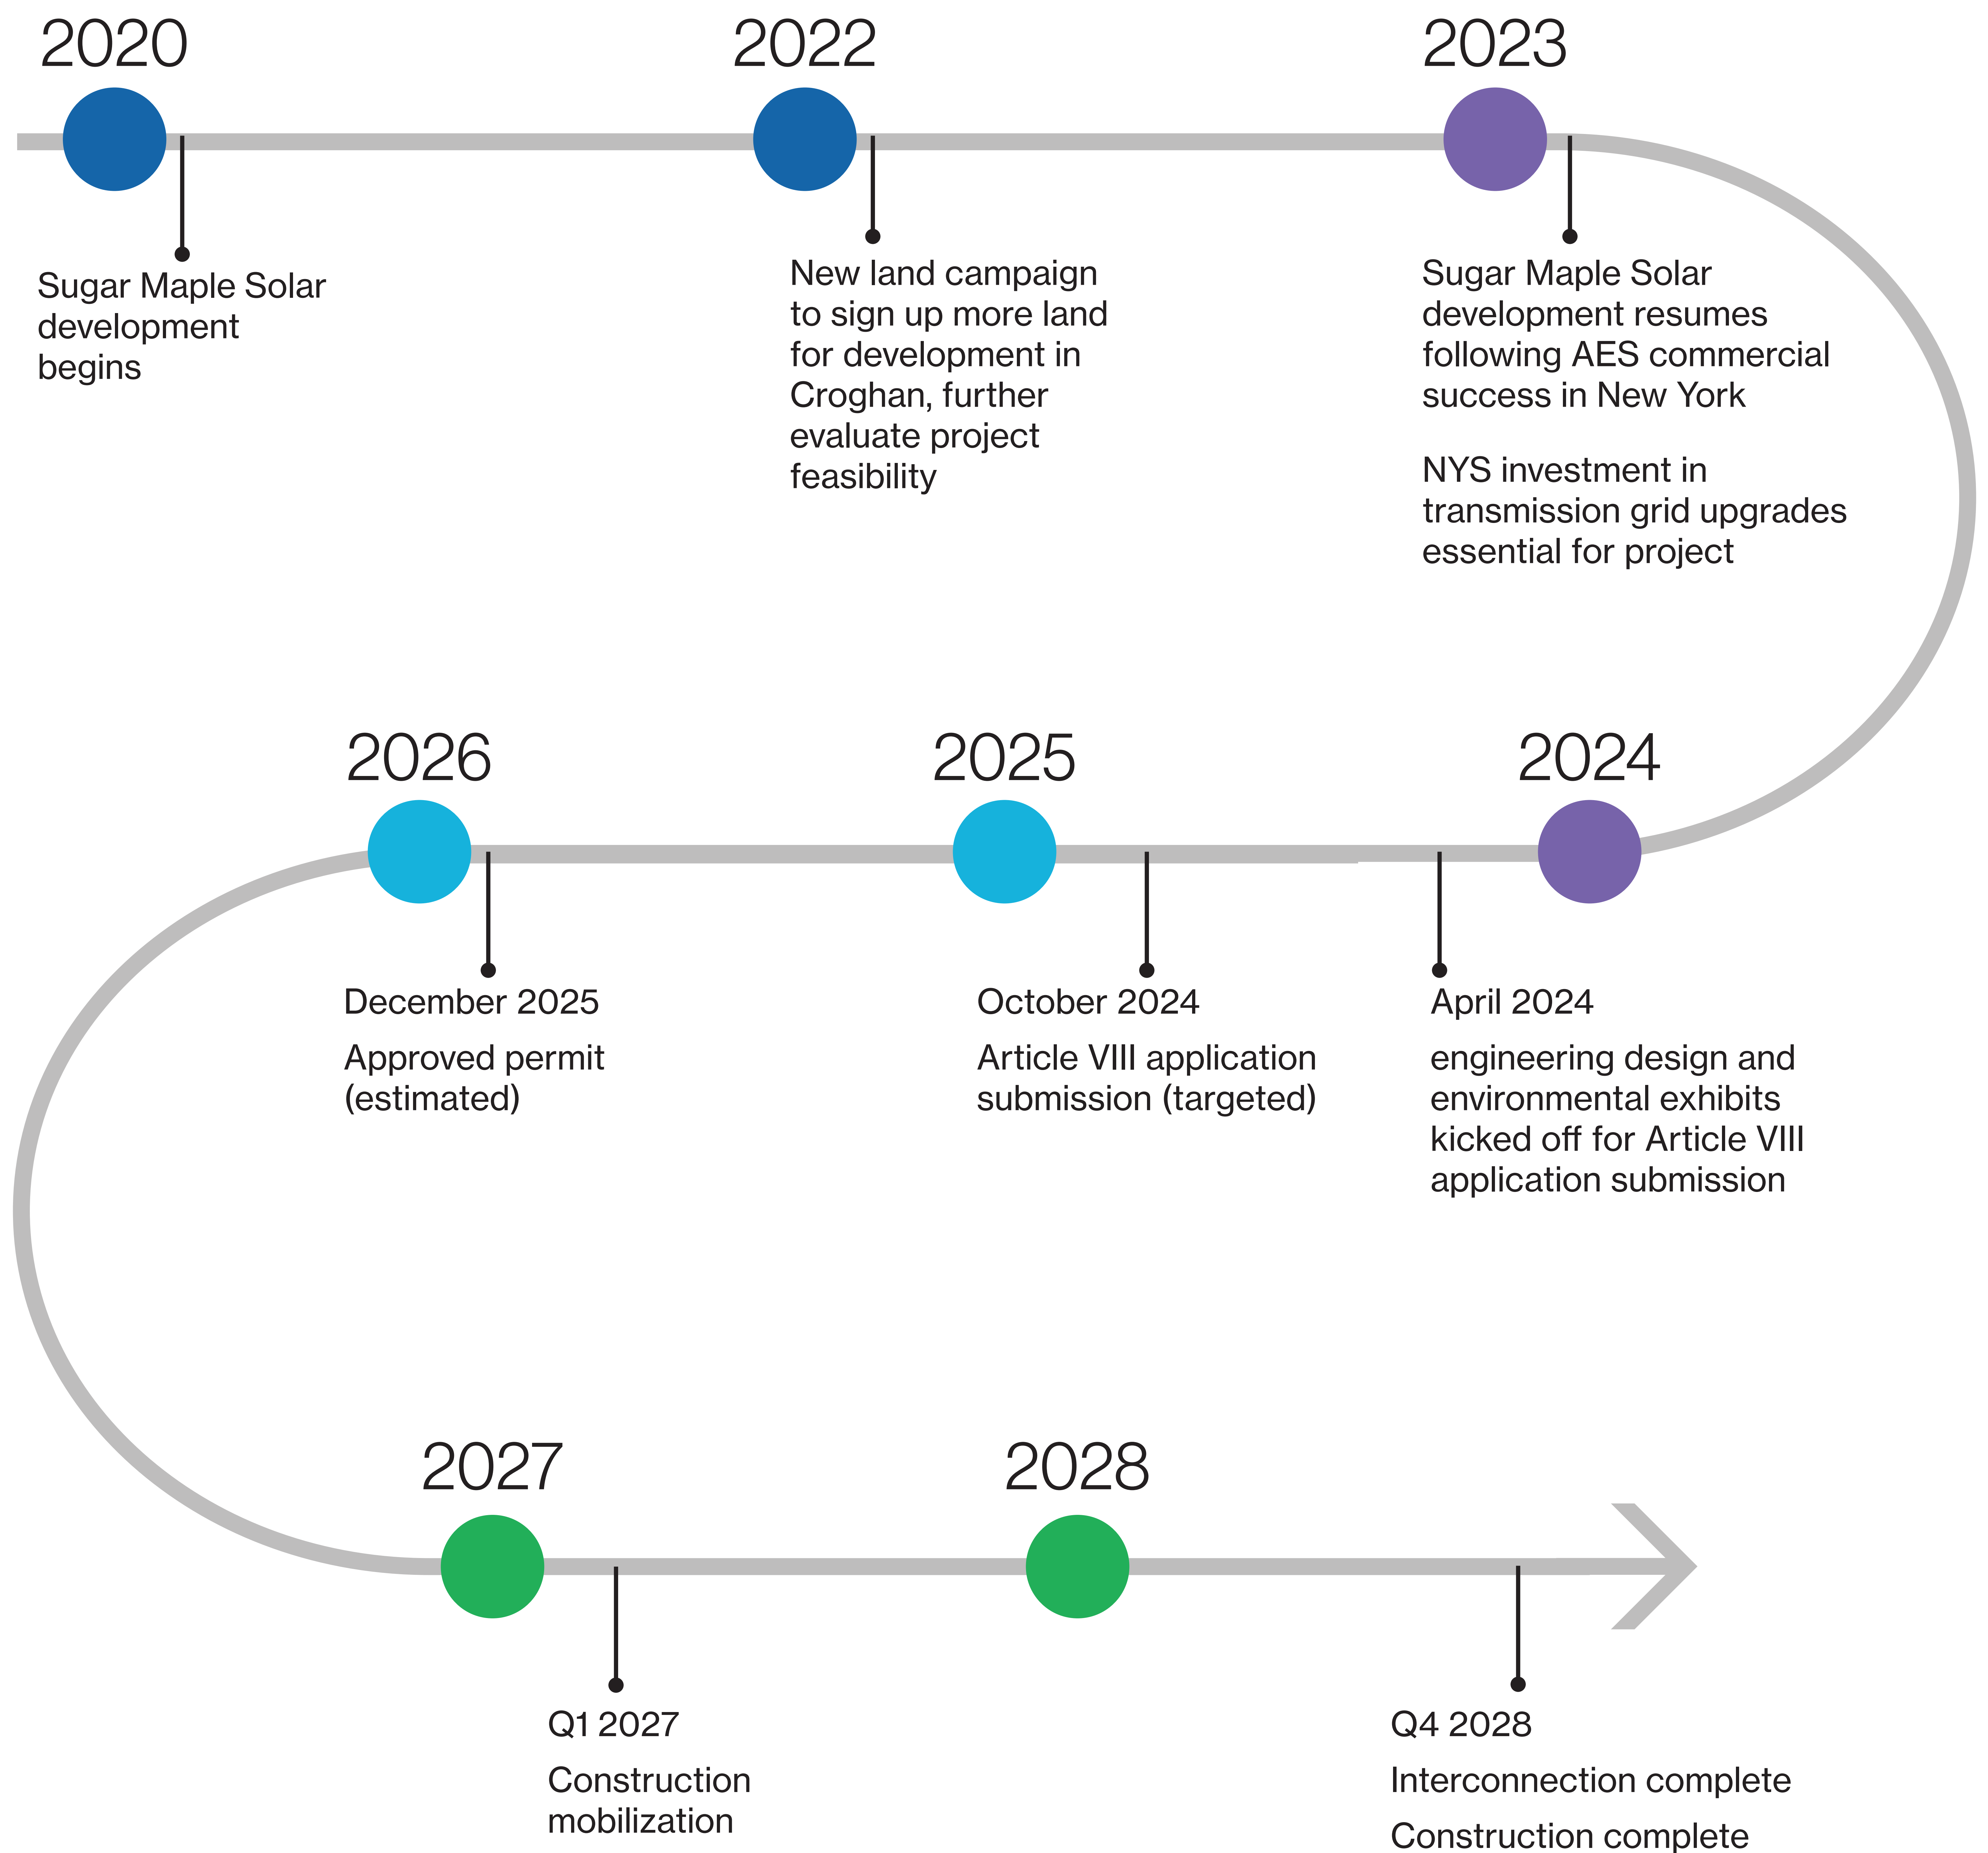 2020
Sugar Maple Solar
development
begins
2022
New land campaign
to sign up more land
for development in
Croghan, further
evaluate project
feasibility
2023
Sugar Maple Solar
development resumes
following AES commercial
success in New York
NYS investment in
transmission grid upgrades
essential for project
2024
April 2024
engineering design and
environmental exhibits
kicked off for Article VIII
application submission
2025
October 2024
Article VIII application
submission (targeted)
2026
December 2025
Approved permit
(estimated)
2027
Q1 2027
Construction
mobilization
2028
Q4 2028
Interconnection complete
Construction complete